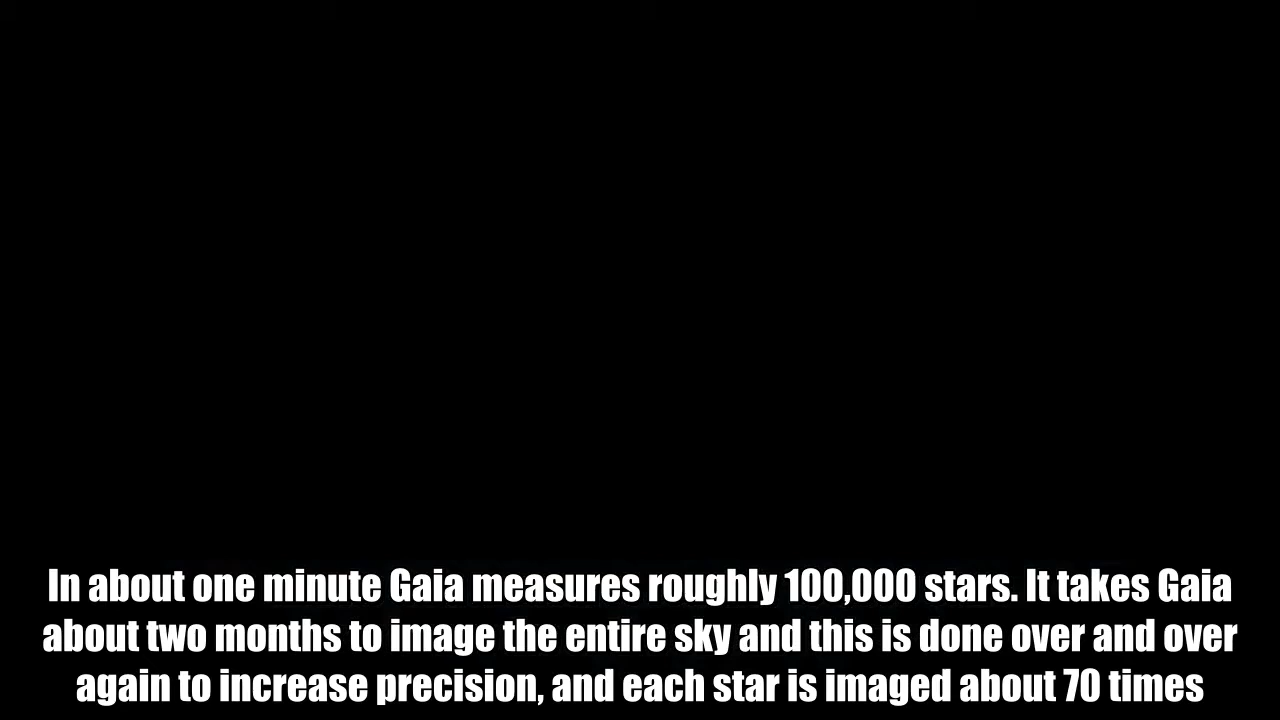 In about one minute Gaia measures roughly 100,000 stars. It takes Gaia
about two months to image the entire sky and this is done over and over
again to increase precision, and each star is imaged about 70 times